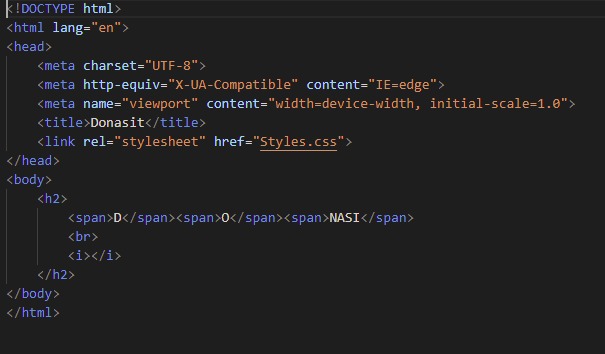 <!DOCTYPE html>
<html lang="en">
<head>
    <meta charset="UTF-8">
    <meta http-equiv="X-UA-Compatible" content="IE=edge">
    <meta name="viewport" content="width=device-width, initial-scale=1.0">
    <title>Donasit</title>
    <link rel="stylesheet" href="Styles.css">
</head>
<body>
    <h2>
        <span>D</span><span>O</span><span>NASI</span>
        <br>
        <i></i>
    </h2>
</body>
</html>